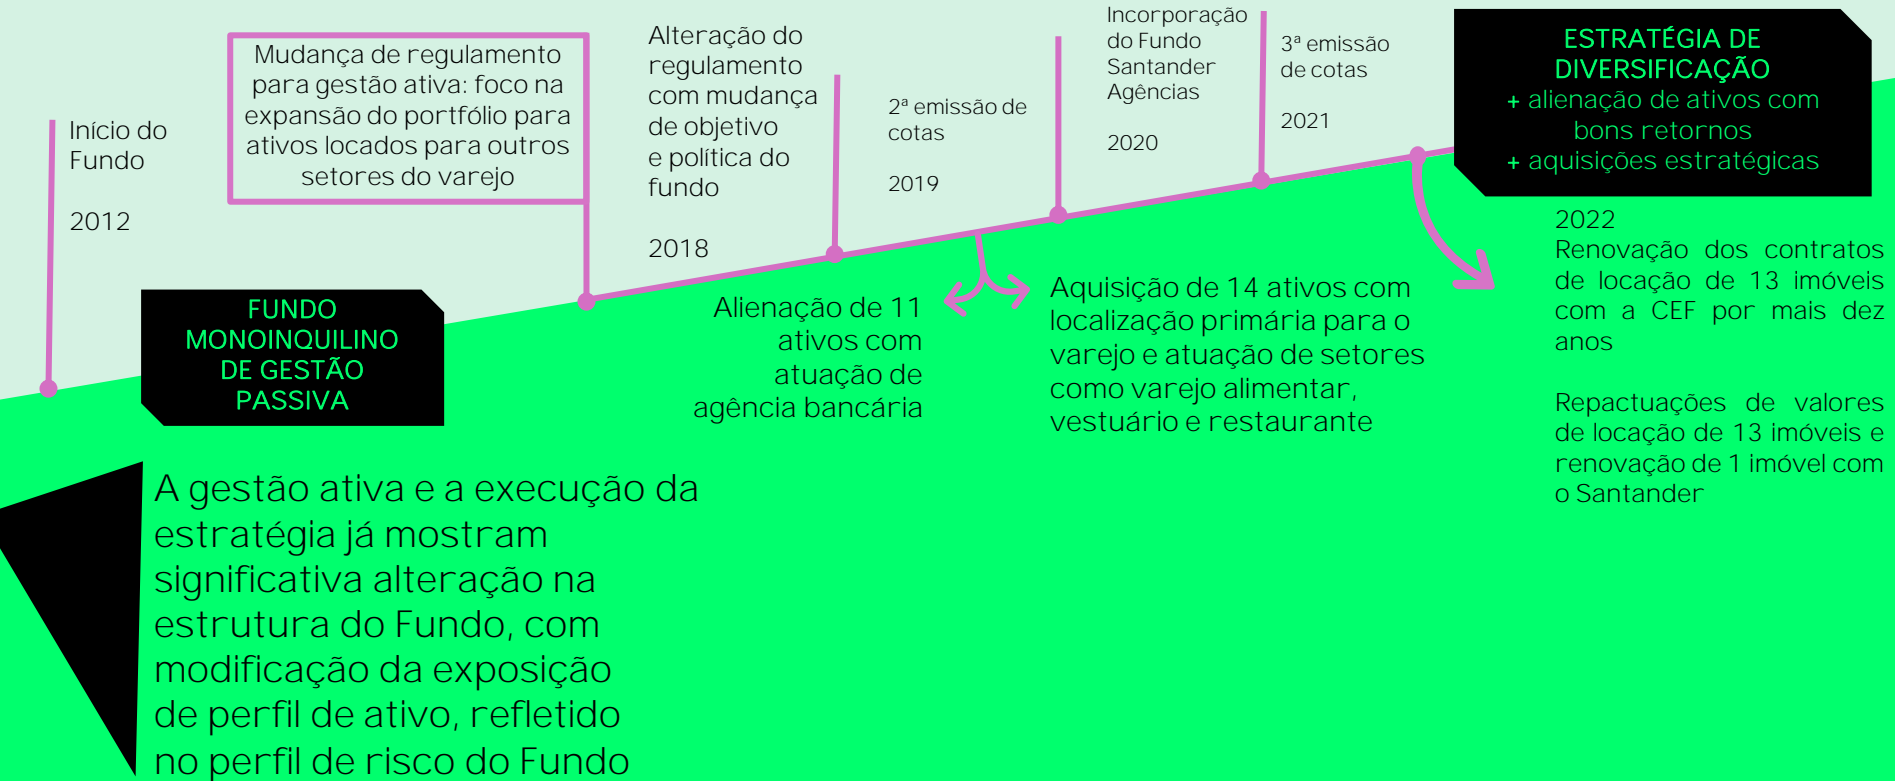 Início do
Fundo
2012
Mudança de regulamento
para gestão ativa: foco na
expansão do portfólio para
ativos locados para outros
setores do varejo
Alteração do
regulamento
com mudança
de objetivo
e política do
fundo
2018
2ª emissão de
cotas
2019
Incorporação
do Fundo
Santander
Agências
2020
3ª emissão
de cotas
2021
ESTRATÉGIA DE
DIVERSIFICAÇÃO
+ alienação de ativos com
bons retornos
+ aquisições estratégicas
2022
Renovação dos contratos
de locação de 13 imóveis
com a CEF por mais dez
anos
Repactuações de valores
de locação de 13 imóveis e
renovação de 1 imóvel com
o Santander
FUNDO
MONOINQUILINO
DE GESTÃO
PASSIVA
Alienação de 11
ativos com
atuação de
agência bancária
Aquisição de 14 ativos com
localização primária para o
varejo e atuação de setores
como varejo alimentar,
vestuário e restaurante
A gestão ativa e a execução da
estratégia já mostram
significativa alteração na
estrutura do Fundo, com
modificação da exposição
de perfil de ativo, refletido
no perfil de risco do Fundo